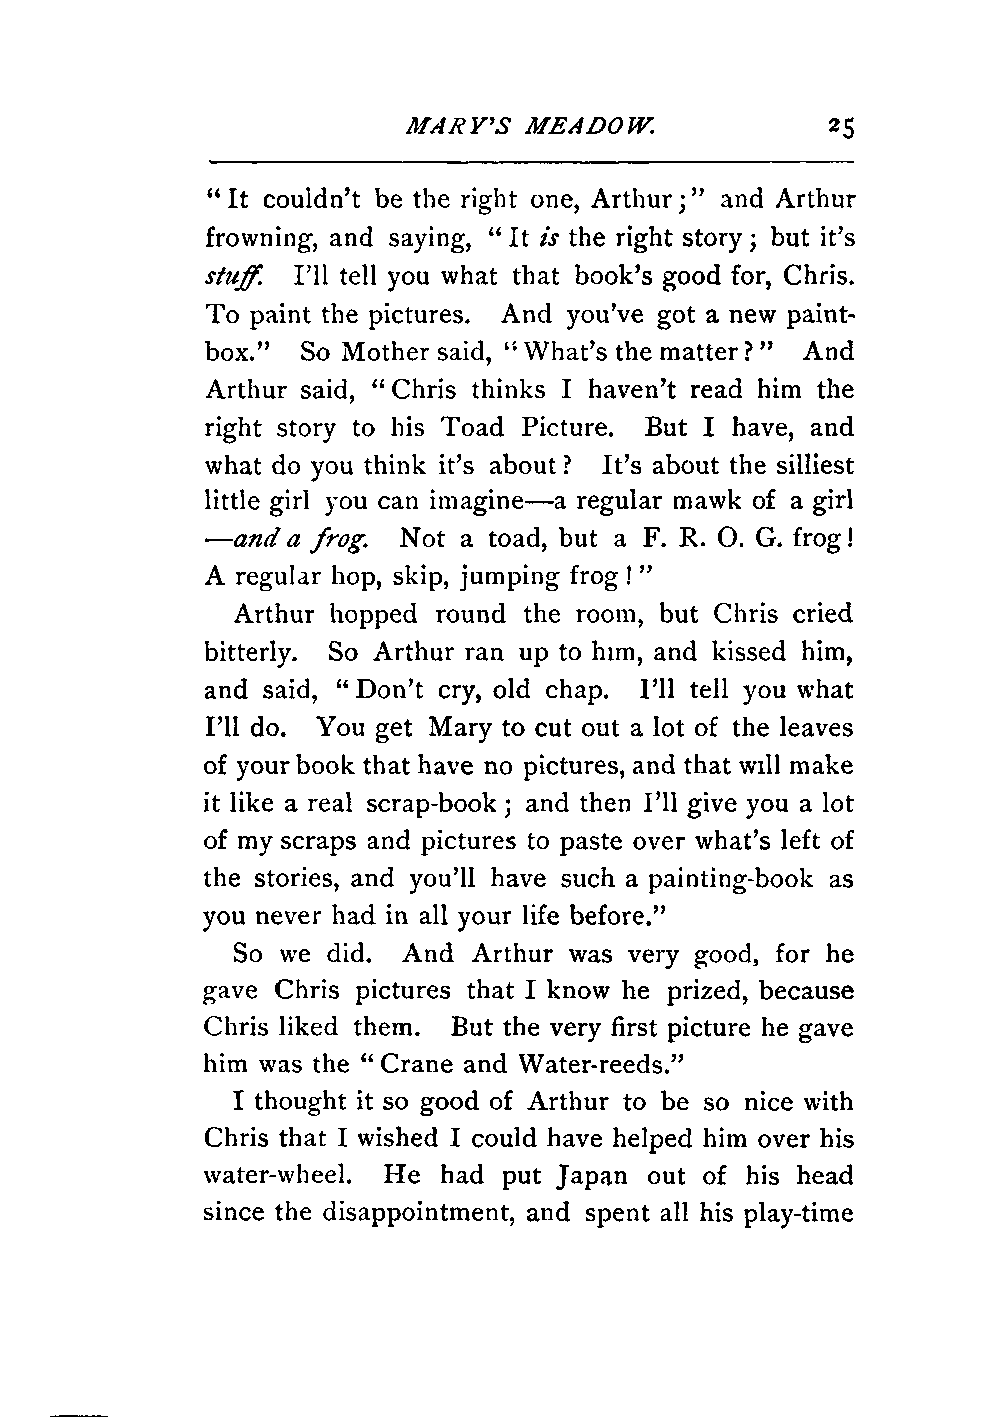 MARY'S MEADOW. 25
"It couldn't be the right one, Arthur;" and Arthur
frowning, and saying, "It is the right story; but it's
stuff. I'll tell you what that book's good for, Chris.
To paint the pictures. And you've got a new paint-
box." So Mother said, "What's the matter?" And
Arthur said, "Chris thinks I haven't read him the
right story to his Toad Picture. But I have, and
what do you think it's about? It's about the silliest
little girl you can imagine—a regular mawk of a girl
—and a frog. Not a toad, but a F. R. O. G. frog!
A regular hop, skip, jumping frog!"
Arthur hopped round the room, but Chris cried
bitterly. So Arthur ran up to him, and kissed him,
and said, "Don't cry, old chap. I'll tell you what
I'll do. You get Mary to cut out a lot of the leaves
of your book that have no pictures, and that will make
it like a real scrap-book; and then I'll give you a lot
of my scraps and pictures to paste over what's left of
the stories, and you'll have such a painting-book as
you never had in all your life before."
So we did. And Arthur was very good, for he
gave Chris pictures that I know he prized, because
Chris liked them. But the very first picture he gave
him was the "Crane and Water-reeds."
I thought it so good of Arthur to be so nice with
Chris that I wished I could have helped him over his
water-wheel. He had put Japan out of his head
since the disappointment, and spent all his play-time